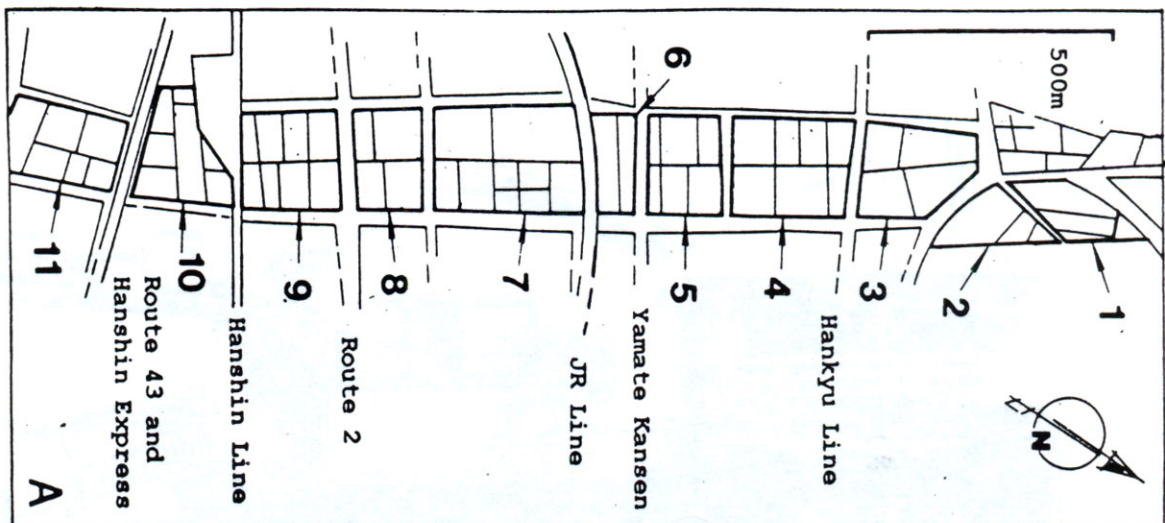 500m
1
2
3
Hankyu Line
4
5
6
Yamate Kansen
JR Line
7
8
Route 2
9
Hanshin Line
10
Route 43 and
Hanshin Express
11
N
A